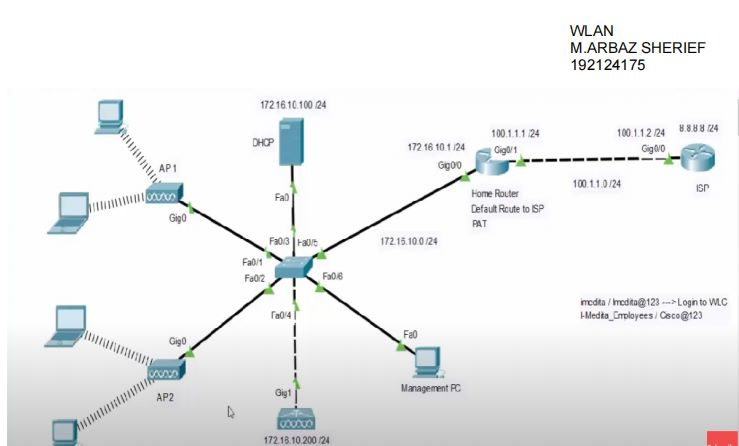 WLAN
M.ARBAZ SHERIEF
192124175
172.16.10.100 /24
DHCP
172.16.10.1 /24
100.1.1.1 /24
100.1.1.2 /24
8.8.8.8 /24
Gig0/0
Gig0/1
Gig0/0
AP1
Gig0
Fa0
Home Router
Default Route to ISP
PAT
100.1.1.0 /24
ISP
Fa0/3
Fa0/5
172.16.10.0 /24
Fa0/1
Fa0/2
Fa0/6
Fa0/4
imedita / Imedita@123 ---> Login to WLC
I-Medita_Employees / Cisco@123
Gig0
Fa0
AP2
Gig1
Management PC
172.16.10.200 /24